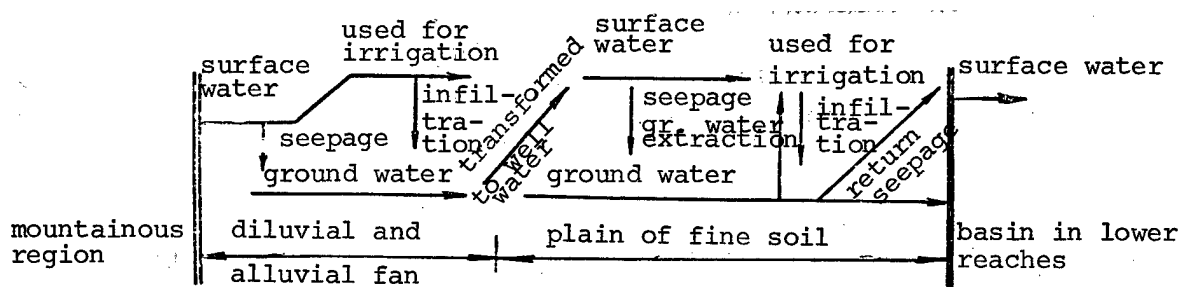 used for
irrigation
surface
water
infil-
tra-
tion
seepage
ground water
transformed
to well
water
surface
water
seepage
gr. water
extraction
ground water
used for
irrigation
infil-
tra-
tion
return
seepage
surface water
mountainous
region
diluvial and
alluvial fan
plain of fine soil
basin in lower
reaches